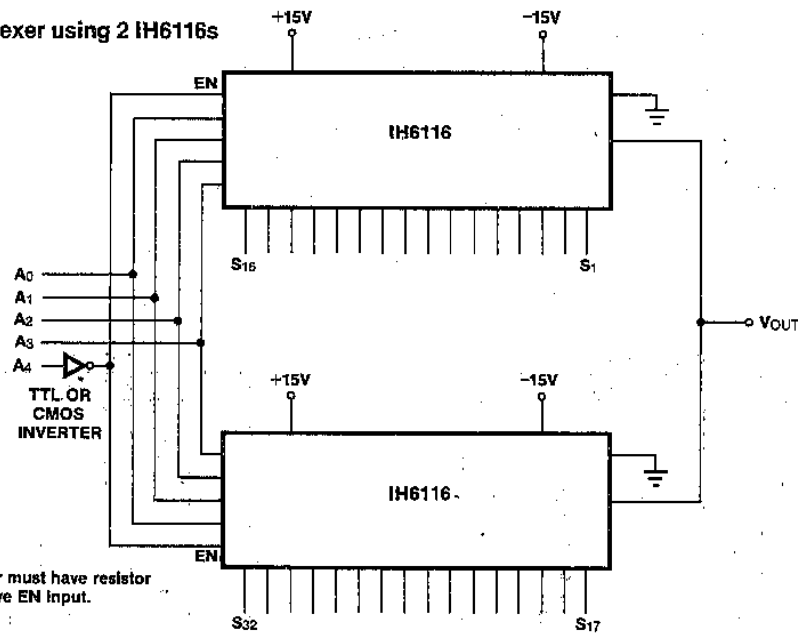 exer using 2 IH6116s
+15V
−15V
EN
IH6116
S16
S1
A0
A1
A2
A3
A4
TTL OR
CMOS
INVERTER
VOUT
+15V
−15V
IH6116
EN
S32
S17
r must have resistor
ve EN input.